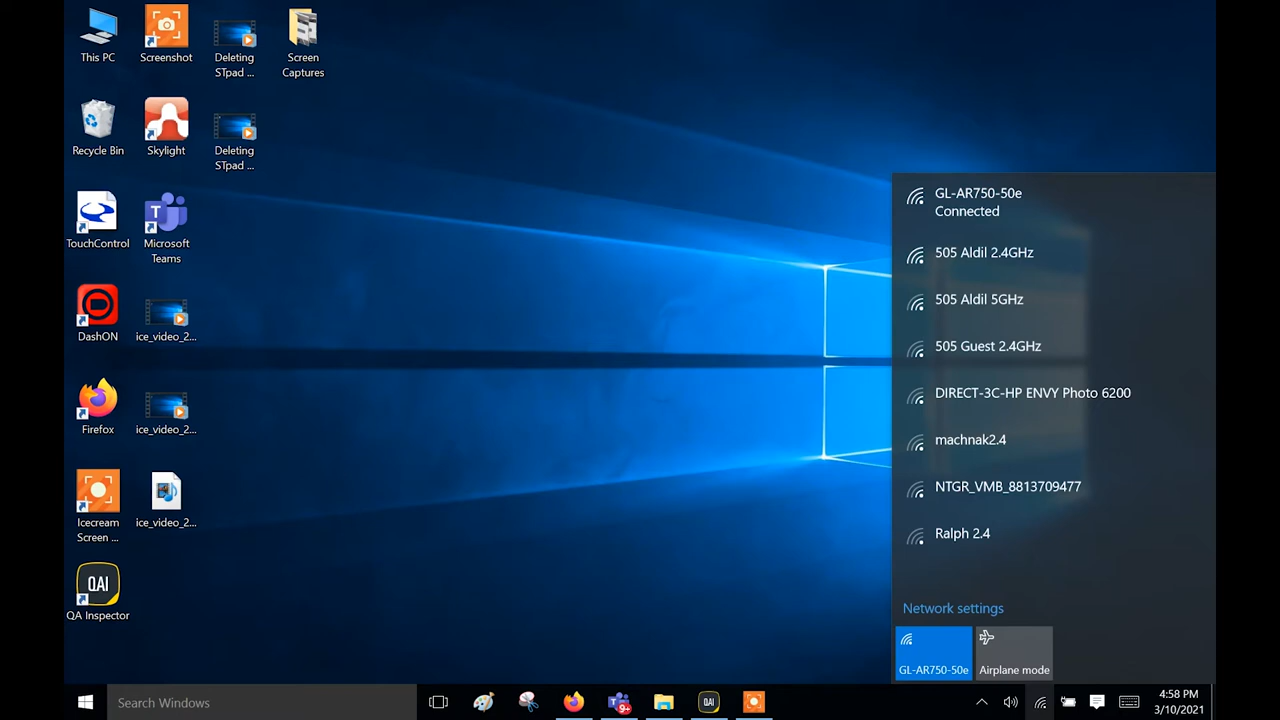 This PC
Screenshot
Deleting
STpad ...
Screen
Captures
Recycle Bin
Skylight
Deleting
STpad ...
TouchControl
T
Microsoft
Teams
DashON
ice_video_2...
Firefox
ice_video_2...
Icecream
Screen ...
ice_video_2...
QAI
QA Inspector
GL-AR750-50e
Connected
505 Aldil 2.4GHz
505 Aldil 5GHz
505 Guest 2.4GHz
DIRECT-3C-HP ENVY Photo 6200
machnak2.4
NTGR_VMB_8813709477
Ralph 2.4
Network settings
GL-AR750-50e
Airplane mode
Search Windows
9+
QAI
4:58 PM
3/10/2021